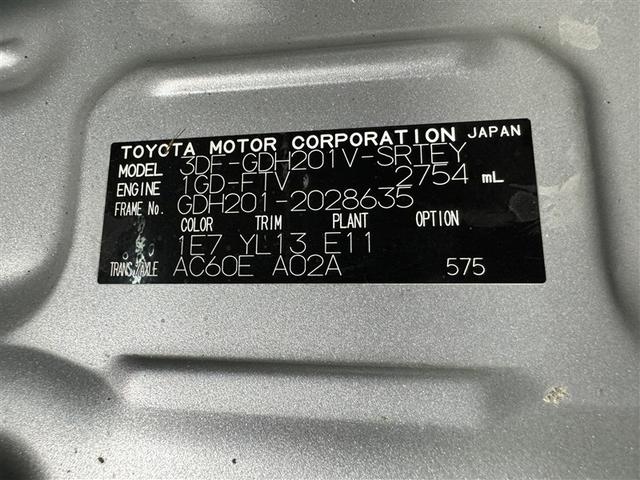 TOYOTA MOTOR CORPORATION JAPAN
MODEL 3DF-GDH201V-SRTEY
ENGINE 1GD-FTV 2754 mL
FRAME No. GDH201-2028635
COLOR TRIM PLANT OPTION
1E7 YL13 E11
TRANS./AXLE AC60E A02A 575